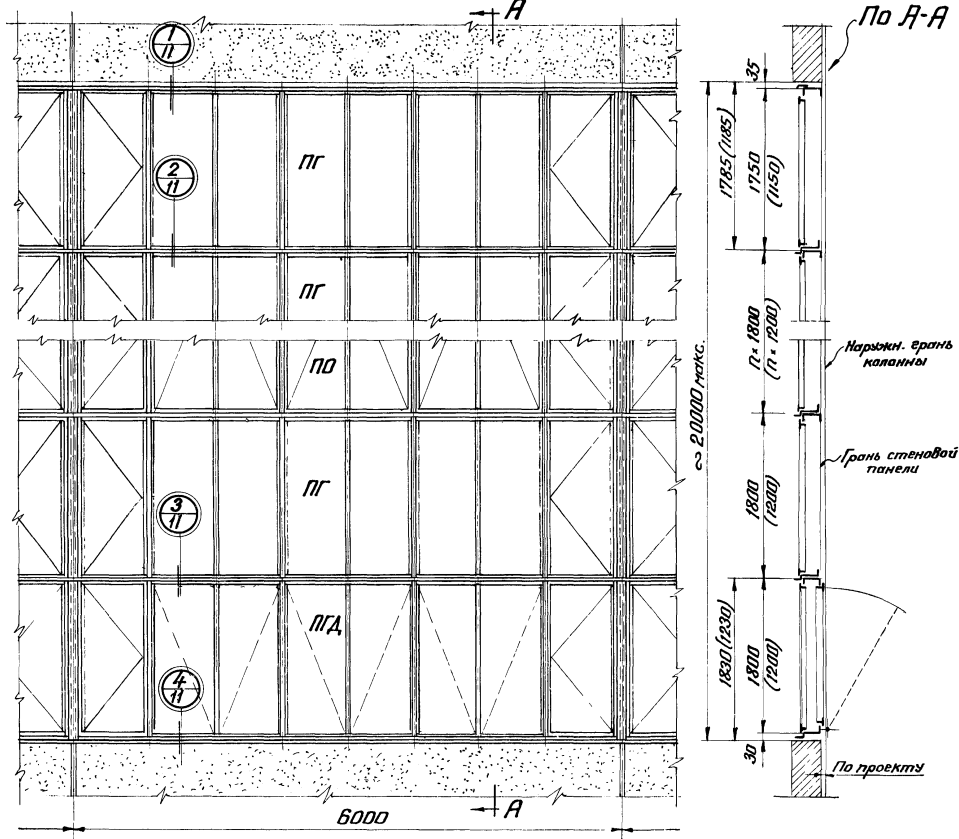 А
По А-А
1
11
35
ПГ
2
11
1785 (1185)
1750
(1150)
ПГ
ПО
~ 20000 макс.
п × 1800
(п × 1200)
Наружн. грань
колонны
Грань стеновой
панели
ПГ
3
11
1800
(1200)
ПГД
4
11
1830 (1230)
1800
(1200)
30
По проекту
А
6000